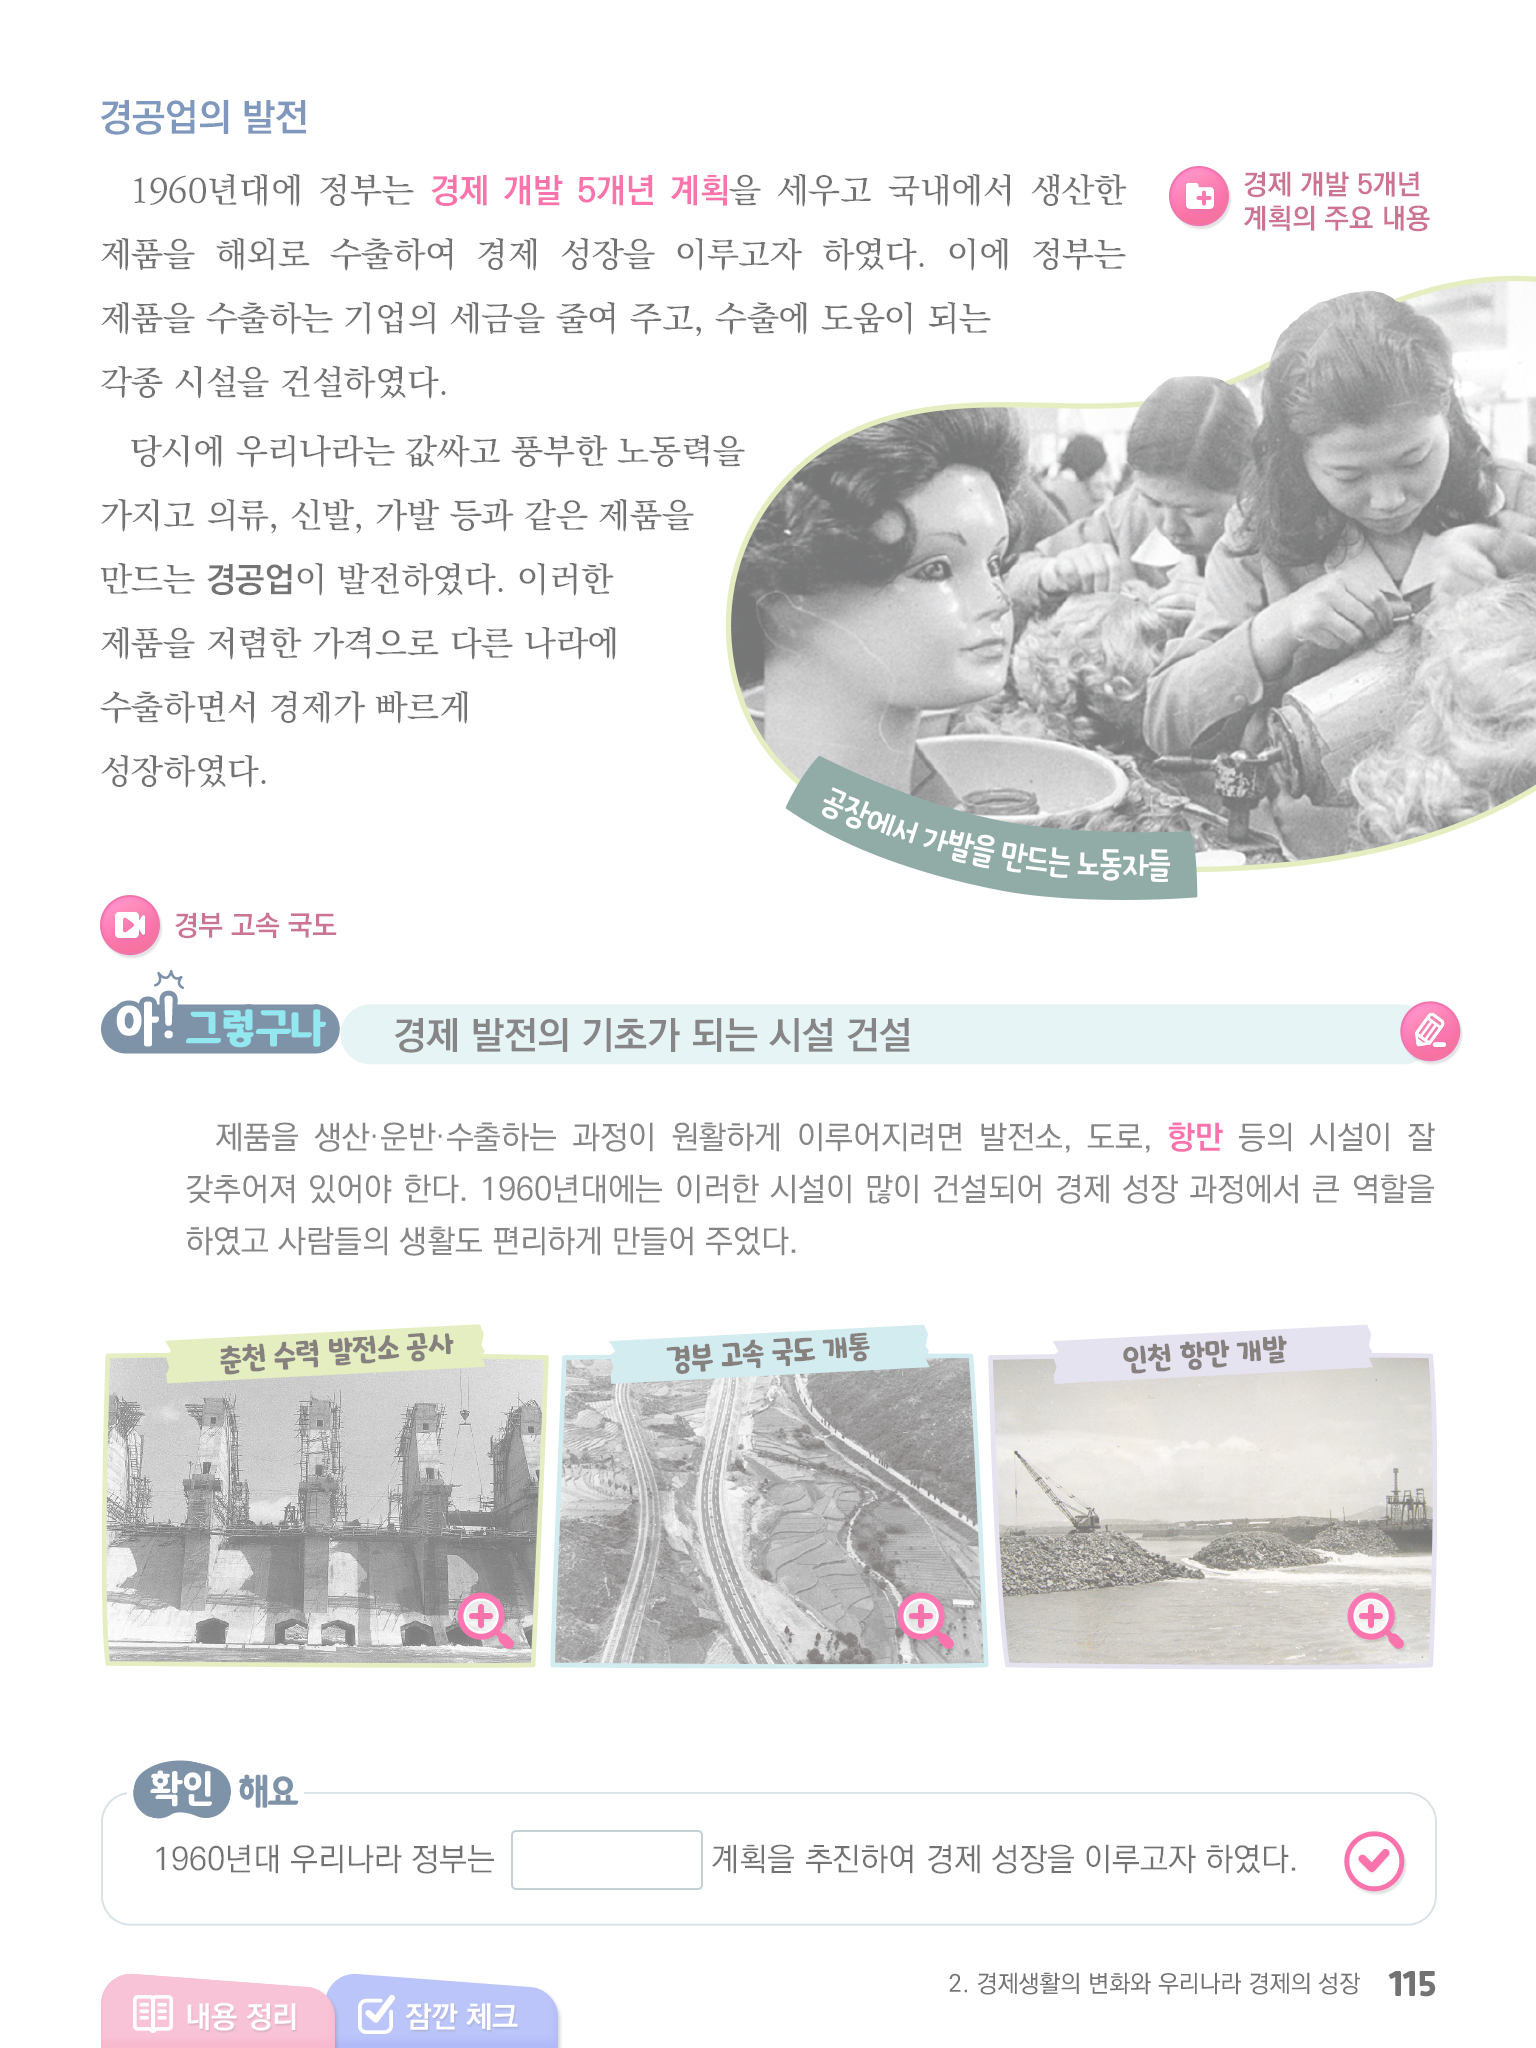 경공업의 발전
1960년대에 정부는 경제 개발 5개년 계획을 세우고 국내에서 생산한
제품을 해외로 수출하여 경제 성장을 이루고자 하였다. 이에 정부는
제품을 수출하는 기업의 세금을 줄여 주고, 수출에 도움이 되는
각종 시설을 건설하였다.
경제 개발 5개년
계획의 주요 내용
당시에 우리나라는 값싸고 풍부한 노동력을
가지고 의류, 신발, 가발 등과 같은 제품을
만드는 경공업이 발전하였다. 이러한
제품을 저렴한 가격으로 다른 나라에
수출하면서 경제가 빠르게
성장하였다.
공장에서 가발을 만드는 노동자들
경부 고속 국도
아! 그렇구나
경제 발전의 기초가 되는 시설 건설
제품을 생산·운반·수출하는 과정이 원활하게 이루어지려면 발전소, 도로, 항만 등의 시설이 잘
갖추어져 있어야 한다. 1960년대에는 이러한 시설이 많이 건설되어 경제 성장 과정에서 큰 역할을
하였고 사람들의 생활도 편리하게 만들어 주었다.
춘천 수력 발전소 공사
경부 고속 국도 개통
인천 항만 개발
확인 해요
1960년대 우리나라 정부는 계획을 추진하여 경제 성장을 이루고자 하였다.
2. 경제생활의 변화와 우리나라 경제의 성장 115
내용 정리
잠깐 체크